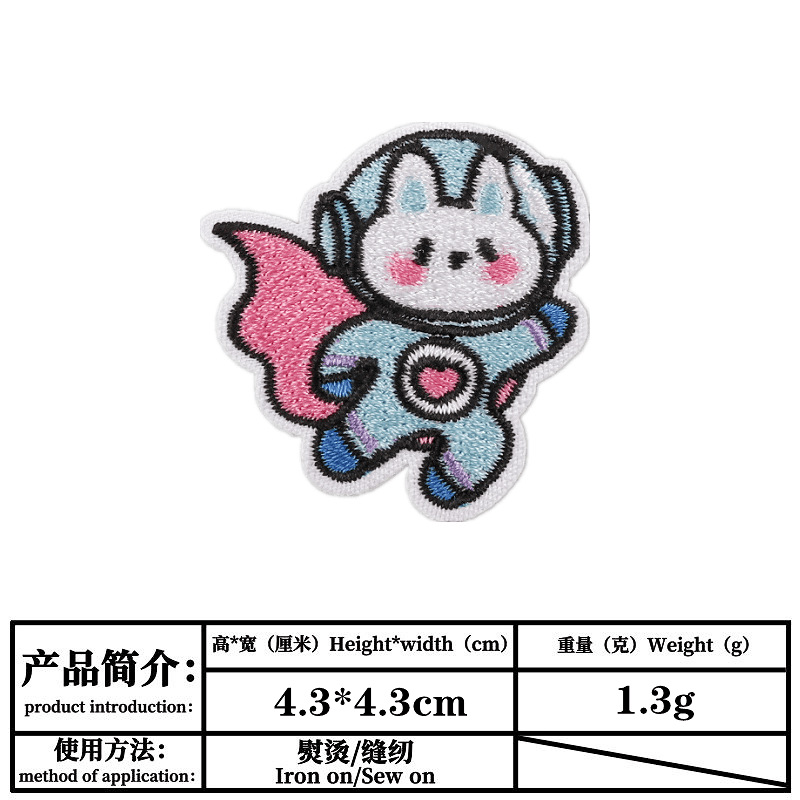 产品简介：
product introduction：
高*宽（厘米）Height*width（cm）
重量（克）Weight（g）
4.3*4.3cm
1.3g
使用方法：
method of application：
熨烫/缝纫
Iron on/Sew on